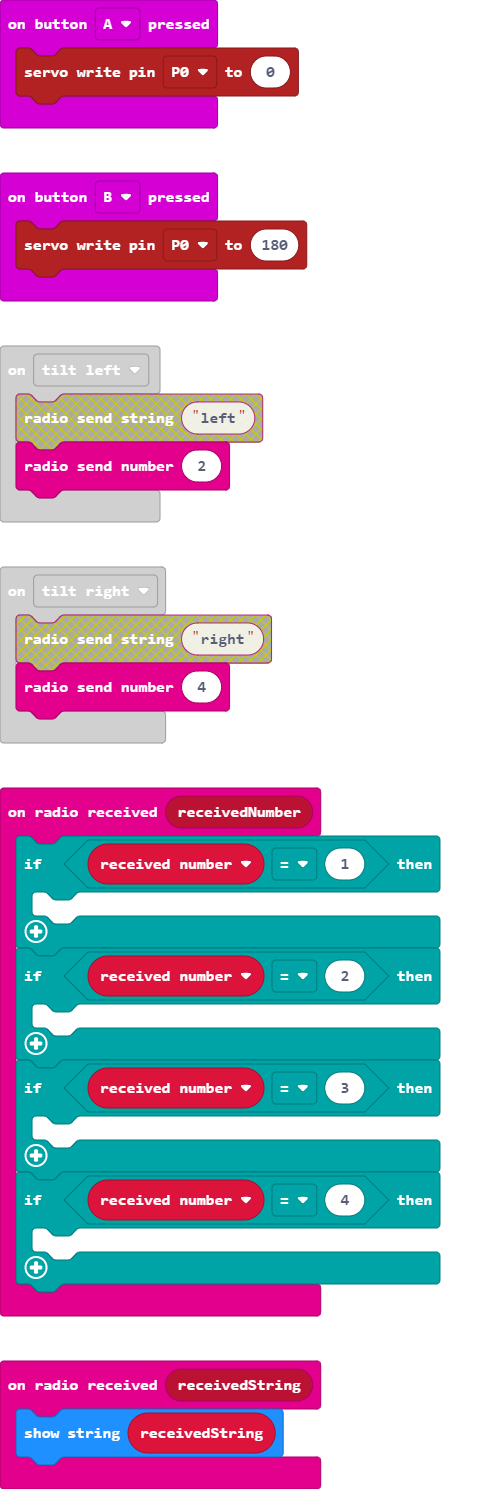 on button A pressed
servo write pin P0 to 0
on button B pressed
servo write pin P0 to 180
on tilt left
radio send string "left"
radio send number 2
on tilt right
radio send string "right"
radio send number 4
on radio received receivedNumber
if received number = 1 then
if received number = 2 then
if received number = 3 then
if received number = 4 then
on radio received receivedString
show string receivedString